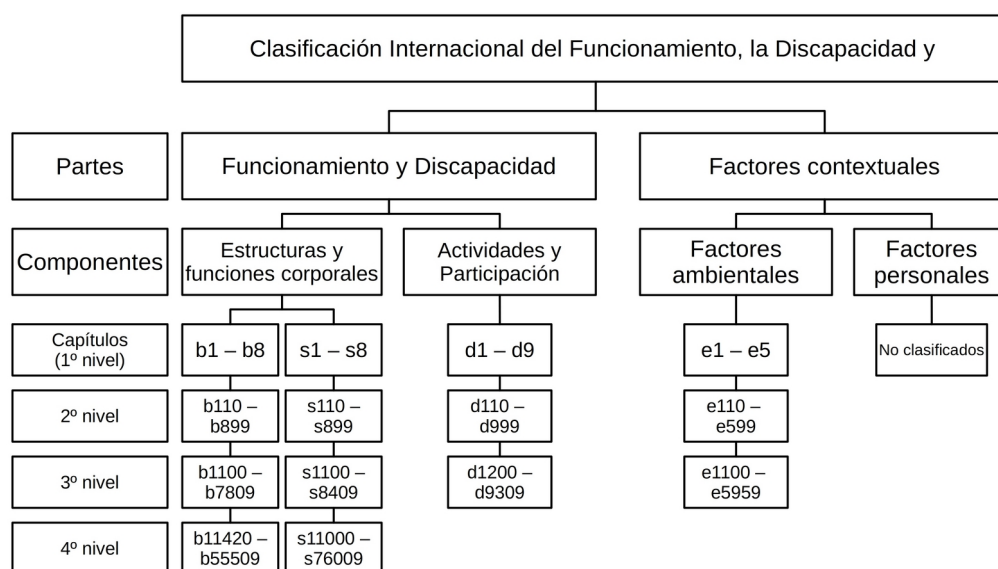 Clasificación Internacional del Funcionamiento, la Discapacidad y
Partes
Funcionamiento y Discapacidad
Factores contextuales
Componentes
Estructuras y
funciones corporales
Actividades y
Participación
Factores
ambientales
Factores
personales
Capítulos
(1º nivel)
b1 – b8
s1 – s8
d1 – d9
e1 – e5
No clasificados
2º nivel
b110 –
b899
s110 –
s899
d110 –
d999
e110 –
e599
3º nivel
b1100 –
b7809
s1100 –
s8409
d1200 –
d9309
e1100 –
e5959
4º nivel
b11420 –
b55509
s11000 –
s76009